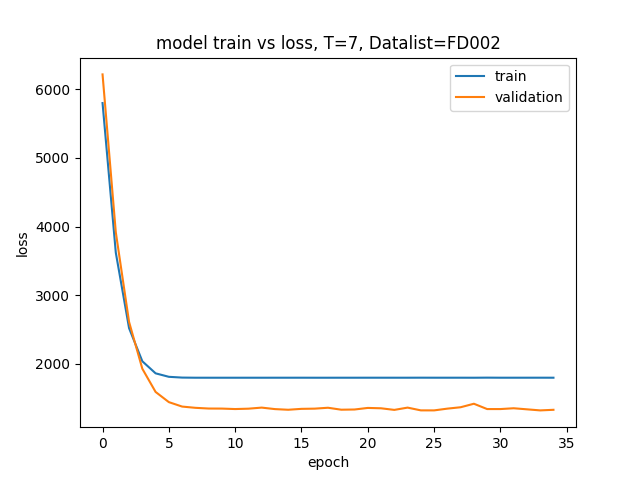 model train vs loss, T=7, Datalist=FD002
train
validation
6000
5000
4000
3000
2000
loss
0 5 10 15 20 25 30 35
epoch